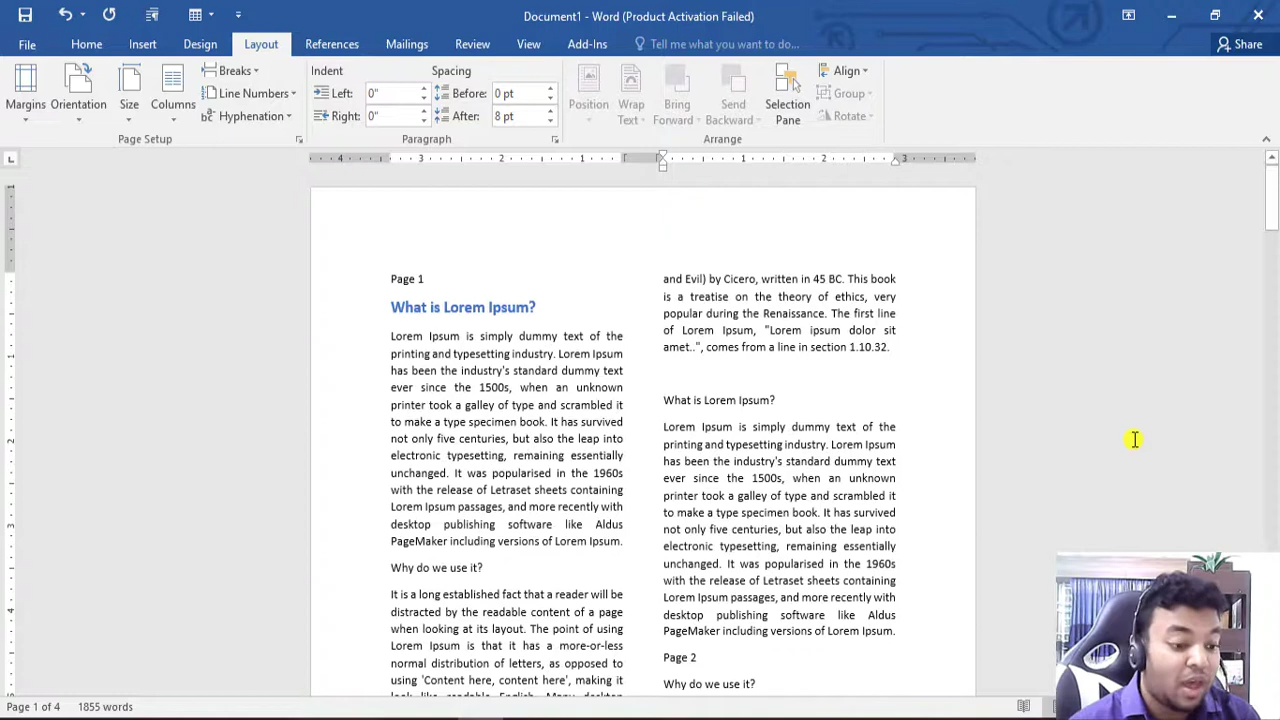 Document1 - Word (Product Activation Failed)
File Home Insert Design Layout References Mailings Review View Add-Ins Tell me what you want to do... Share
Margins Orientation Size Columns
Breaks
Line Numbers
Hyphenation
Page Setup
Indent
Left: 0"
Right: 0"
Spacing
Before: 0 pt
After: 8 pt
Paragraph
Position
Wrap Text
Bring Forward
Send Backward
Selection Pane
Align
Group
Rotate
Arrange
4 3 2 1 1 2 3
Page 1
What is Lorem Ipsum?
Lorem Ipsum is simply dummy text of the
printing and typesetting industry. Lorem Ipsum
has been the industry's standard dummy text
ever since the 1500s, when an unknown
printer took a galley of type and scrambled it
to make a type specimen book. It has survived
not only five centuries, but also the leap into
electronic typesetting, remaining essentially
unchanged. It was popularised in the 1960s
with the release of Letraset sheets containing
Lorem Ipsum passages, and more recently with
desktop publishing software like Aldus
PageMaker including versions of Lorem Ipsum.
Why do we use it?
It is a long established fact that a reader will be
distracted by the readable content of a page
when looking at its layout. The point of using
Lorem Ipsum is that it has a more-or-less
normal distribution of letters, as opposed to
using 'Content here, content here', making it
look like readable English. Many desktop
and Evil) by Cicero, written in 45 BC. This book
is a treatise on the theory of ethics, very
popular during the Renaissance. The first line
of Lorem Ipsum, "Lorem ipsum dolor sit
amet..", comes from a line in section 1.10.32.
What is Lorem Ipsum?
Lorem Ipsum is simply dummy text of the
printing and typesetting industry. Lorem Ipsum
has been the industry's standard dummy text
ever since the 1500s, when an unknown
printer took a galley of type and scrambled it
to make a type specimen book. It has survived
not only five centuries, but also the leap into
electronic typesetting, remaining essentially
unchanged. It was popularised in the 1960s
with the release of Letraset sheets containing
Lorem Ipsum passages, and more recently with
desktop publishing software like Aldus
PageMaker including versions of Lorem Ipsum.
Page 2
Why do we use it?
Page 1 of 4 1855 words